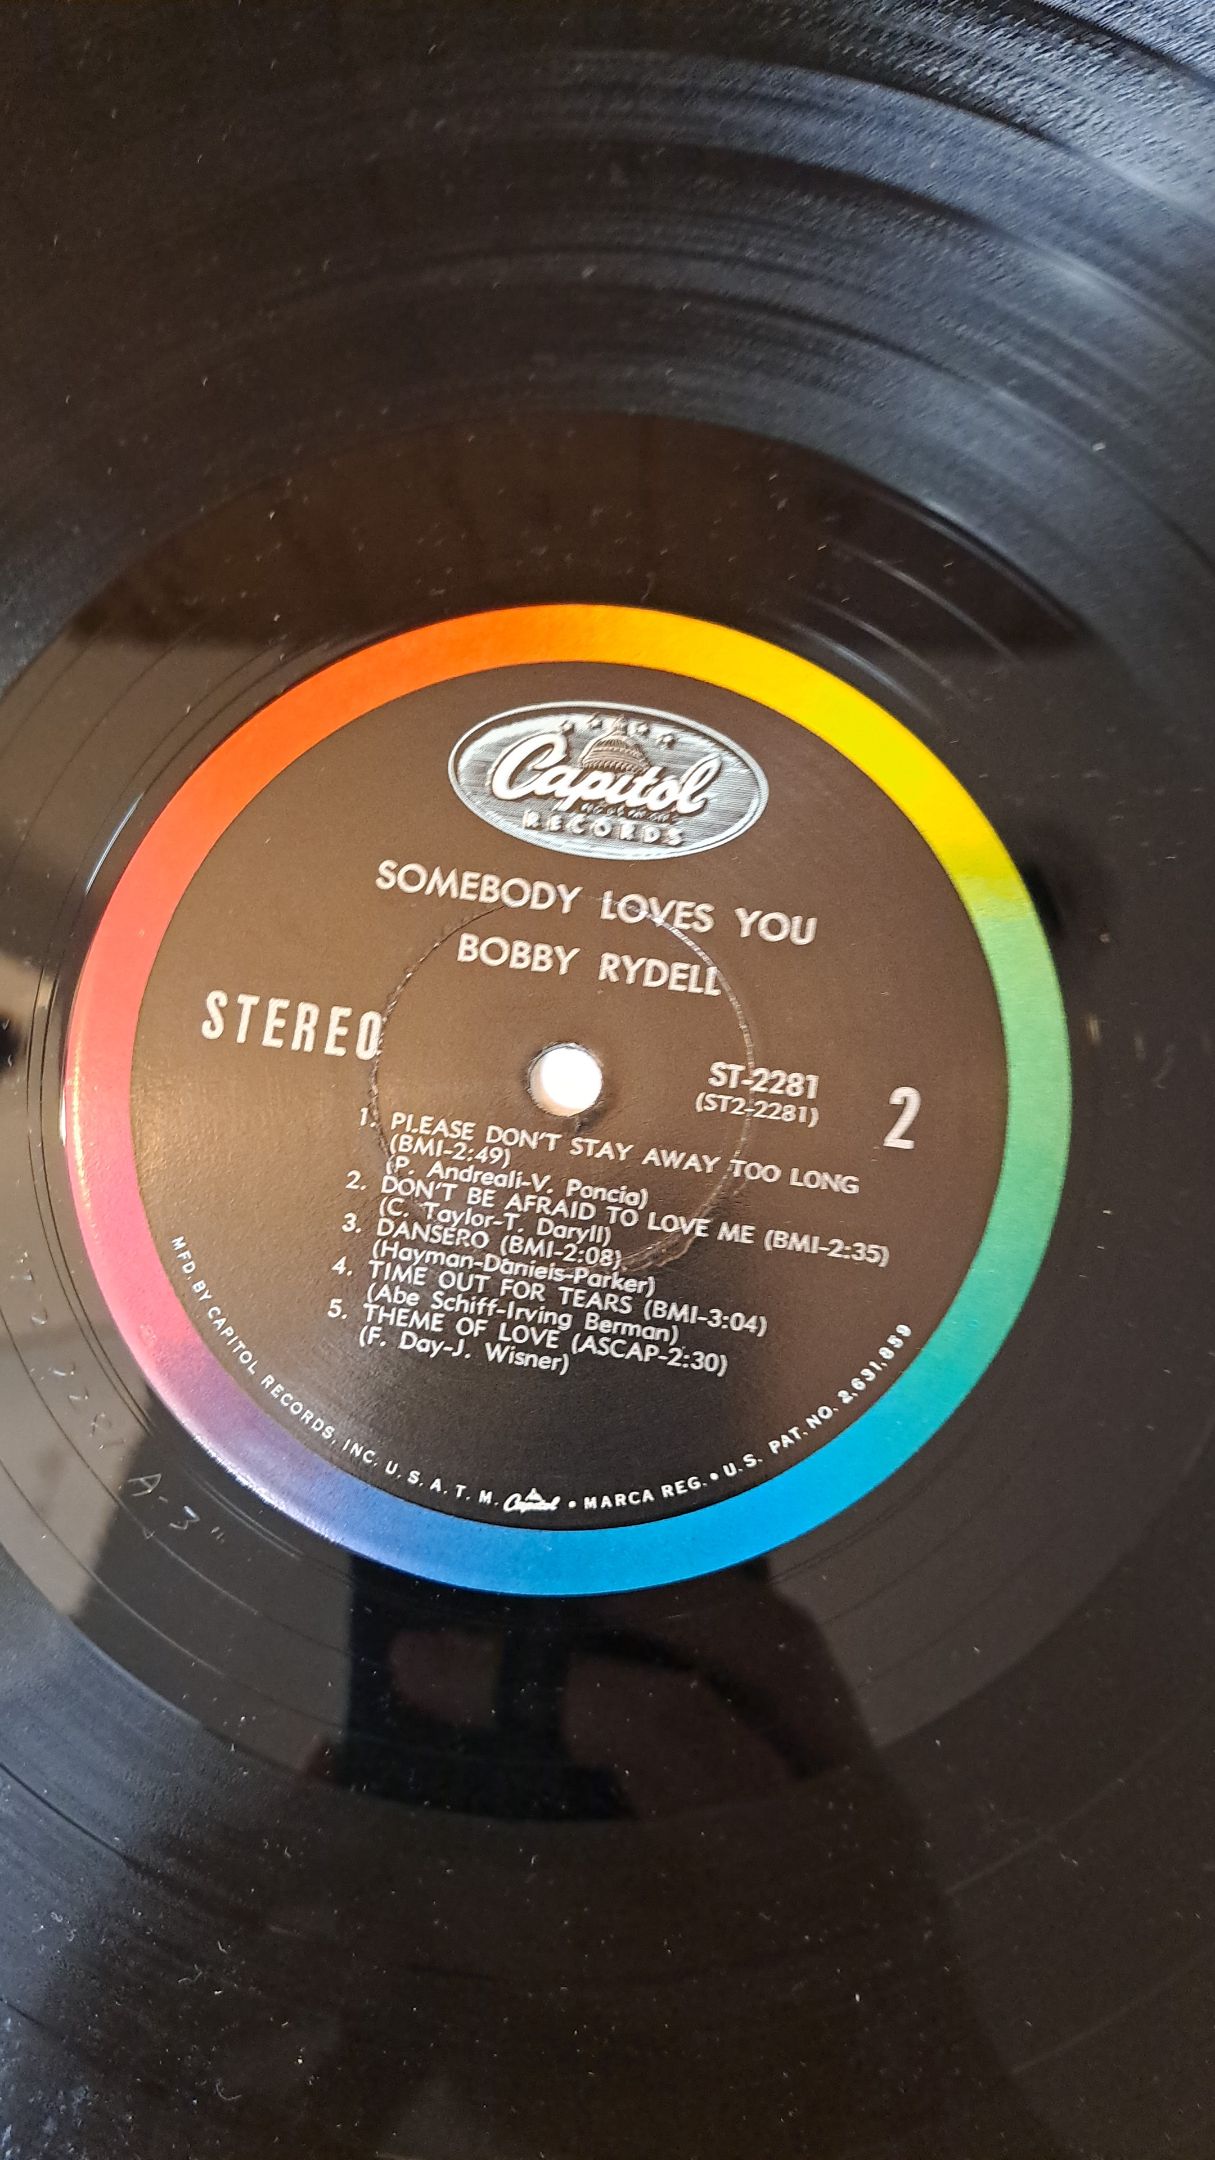 Capitol
RECORDS
SOMEBODY LOVES YOU
BOBBY RYDELL
STEREO
ST-2281
(ST2-2281)
2
1. PLEASE DON'T STAY AWAY TOO LONG
(BMI-2:49)
(P. Andreali-V. Poncia)
2. DON'T BE AFRAID TO LOVE ME (BMI-2:35)
(C. Taylor-T. Daryll)
3. DANSERO (BMI-2:08)
(Hayman-Daniels-Parker)
4. TIME OUT FOR TEARS (BMI-3:04)
(Abe Schiff-Irving Berman)
5. THEME OF LOVE (ASCAP-2:30)
(F. Day-J. Wisner)
MFD. BY CAPITOL RECORDS, INC. U. S. A. T. M. Capitol • MARCA REG. • U.S. PAT. NO. 2,631,859
A-3